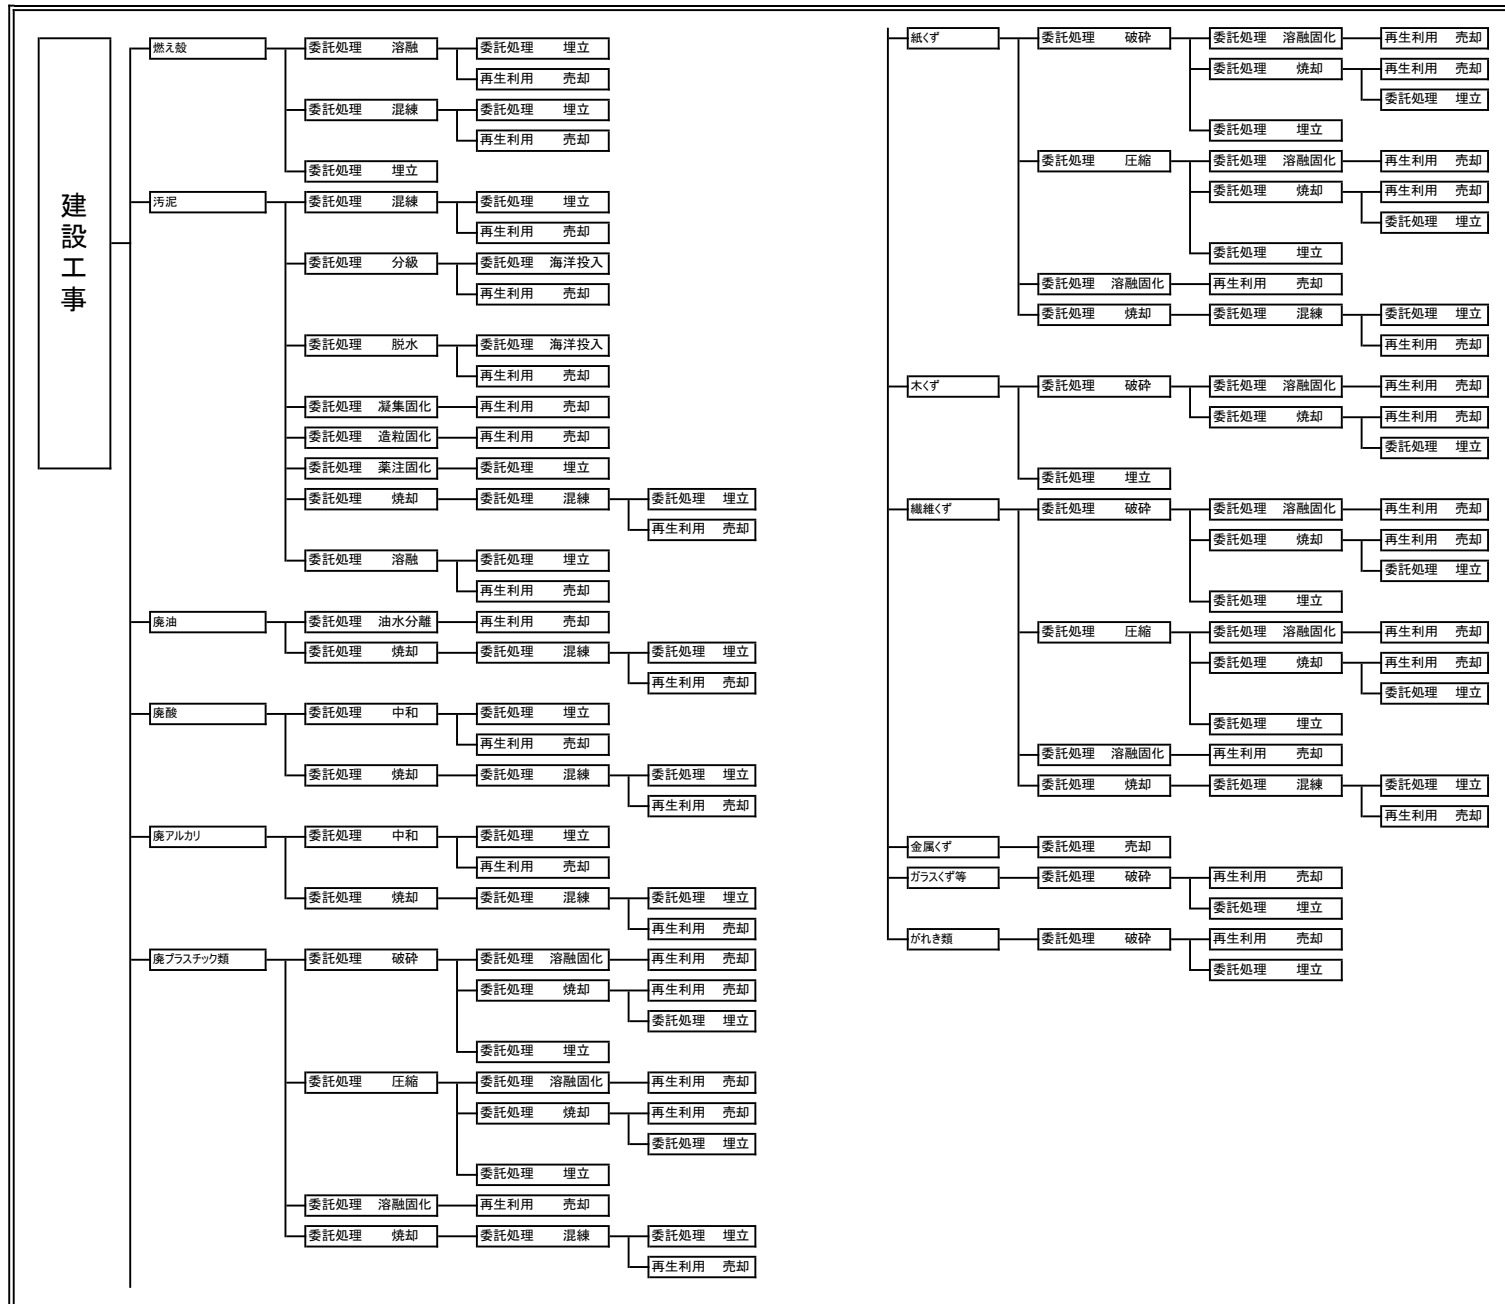 建設工事
燃え殻 委託処理 溶融 委託処理 埋立
再生利用 売却
委託処理 混練 委託処理 埋立
再生利用 売却
委託処理 埋立
汚泥 委託処理 混練 委託処理 埋立
再生利用 売却
委託処理 分級 委託処理 海洋投入
再生利用 売却
委託処理 脱水 委託処理 海洋投入
再生利用 売却
委託処理 凝集固化 再生利用 売却
委託処理 造粒固化 再生利用 売却
委託処理 薬注固化 委託処理 埋立
委託処理 焼却 委託処理 混練 委託処理 埋立
再生利用 売却
委託処理 溶融 委託処理 埋立
再生利用 売却
廃油 委託処理 油水分離 再生利用 売却
委託処理 焼却 委託処理 混練 委託処理 埋立
再生利用 売却
廃酸 委託処理 中和 委託処理 埋立
再生利用 売却
委託処理 焼却 委託処理 混練 委託処理 埋立
再生利用 売却
廃アルカリ 委託処理 中和 委託処理 埋立
再生利用 売却
委託処理 焼却 委託処理 混練 委託処理 埋立
再生利用 売却
廃プラスチック類 委託処理 破砕 委託処理 溶融固化 再生利用 売却
委託処理 焼却 再生利用 売却
委託処理 埋立
委託処理 埋立
委託処理 圧縮 委託処理 溶融固化 再生利用 売却
委託処理 焼却 再生利用 売却
委託処理 埋立
委託処理 埋立
委託処理 溶融固化 再生利用 売却
委託処理 焼却 委託処理 混練 委託処理 埋立
再生利用 売却
紙くず 委託処理 破砕 委託処理 溶融固化 再生利用 売却
委託処理 焼却 再生利用 売却
委託処理 埋立
委託処理 埋立
委託処理 圧縮 委託処理 溶融固化 再生利用 売却
委託処理 焼却 再生利用 売却
委託処理 埋立
委託処理 埋立
委託処理 溶融固化 再生利用 売却
委託処理 焼却 委託処理 混練 委託処理 埋立
再生利用 売却
木くず 委託処理 破砕 委託処理 溶融固化 再生利用 売却
委託処理 焼却 再生利用 売却
委託処理 埋立
委託処理 埋立
繊維くず 委託処理 破砕 委託処理 溶融固化 再生利用 売却
委託処理 焼却 再生利用 売却
委託処理 埋立
委託処理 埋立
委託処理 圧縮 委託処理 溶融固化 再生利用 売却
委託処理 焼却 再生利用 売却
委託処理 埋立
委託処理 埋立
委託処理 溶融固化 再生利用 売却
委託処理 焼却 委託処理 混練 委託処理 埋立
再生利用 売却
金属くず 委託処理 売却
ガラスくず等 委託処理 破砕 再生利用 売却
委託処理 埋立
がれき類 委託処理 破砕 再生利用 売却
委託処理 埋立